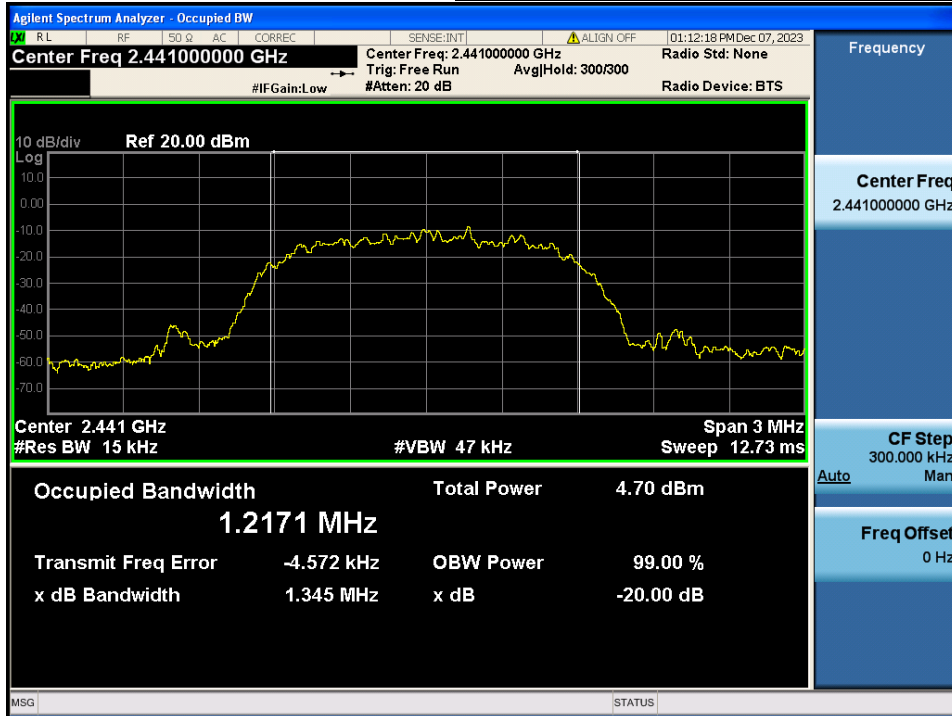 Agilent Spectrum Analyzer - Occupied BW
LXI RL RF 50 Ω AC CORREC SENSE:INT ALIGN OFF 01:12:18 PM Dec 07, 2023
Center Freq 2.441000000 GHz
Center Freq: 2.441000000 GHz
Radio Std: None
Trig: Free Run
Avg|Hold: 300/300
#IFGain:Low
#Atten: 20 dB
Radio Device: BTS
10 dB/div
Ref 20.00 dBm
Log
10.0
0.00
-10.0
-20.0
-30.0
-40.0
-50.0
-60.0
-70.0
Center 2.441 GHz
Span 3 MHz
#Res BW 15 kHz
#VBW 47 kHz
Sweep 12.73 ms
Occupied Bandwidth
Total Power
4.70 dBm
1.2171 MHz
Transmit Freq Error
-4.572 kHz
OBW Power
99.00 %
x dB Bandwidth
1.345 MHz
x dB
-20.00 dB
Frequency
Center Freq
2.441000000 GHz
CF Step
300.000 kHz
Auto
Man
Freq Offset
0 Hz
MSG
STATUS